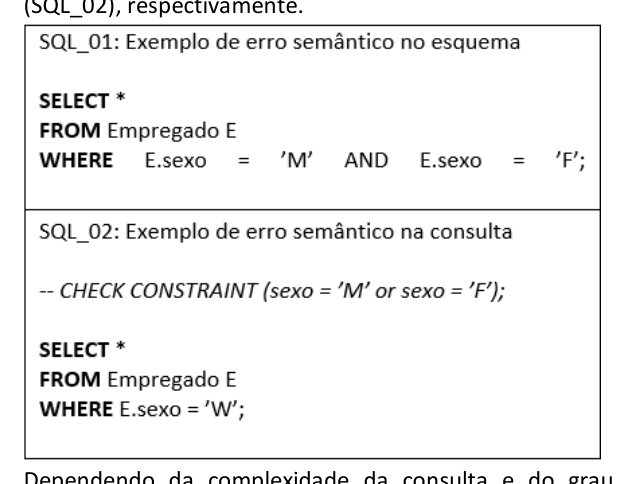 (SQL_02), respectivamente.
SQL_01: Exemplo de erro semântico no esquema
SELECT *
FROM Empregado E
WHERE E.sexo = ’M’ AND E.sexo = ’F’;
SQL_02: Exemplo de erro semântico na consulta
-- CHECK CONSTRAINT (sexo = ’M’ or sexo = ’F’);
SELECT *
FROM Empregado E
WHERE E.sexo = ’W’;
Dependendo da complexidade da consulta e do grau